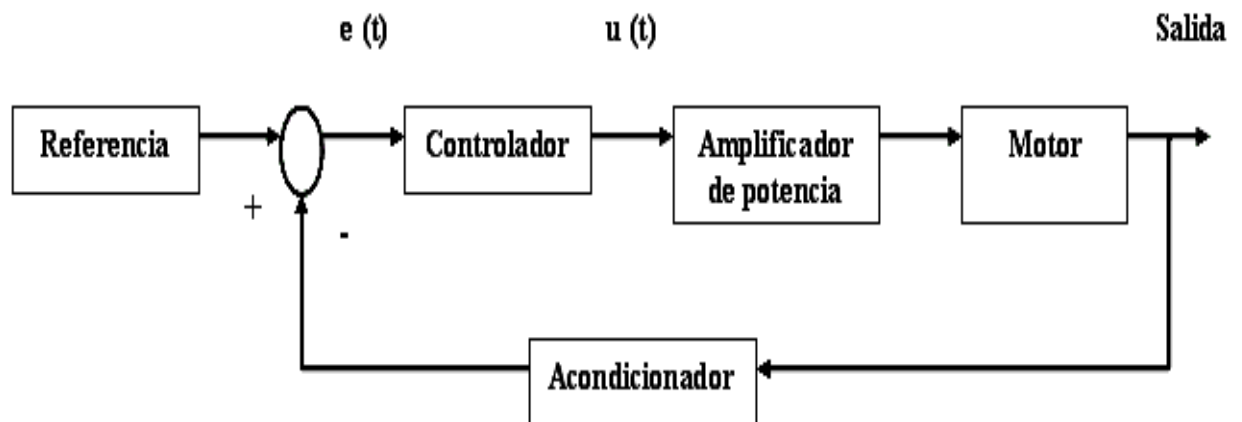 e (t)
u (t)
Salida
Referencia
Controlador
Amplificador
de potencia
Motor
+
-
Acondicionador